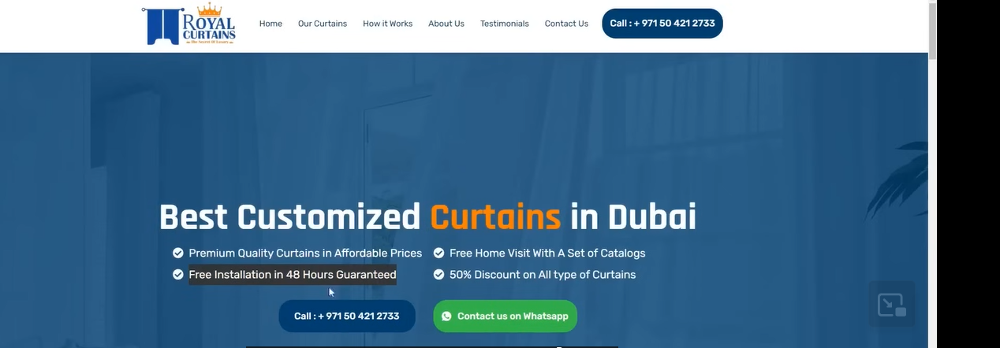 ROYAL
CURTAINS
The Secret Of Luxury
Home Our Curtains How it Works About Us Testimonials Contact Us Call : + 971 50 421 2733
Best Customized Curtains in Dubai
Premium Quality Curtains in Affordable Prices Free Home Visit With A Set of Catalogs
Free Installation in 48 Hours Guaranteed 50% Discount on All type of Curtains
Call : + 971 50 421 2733 Contact us on Whatsapp